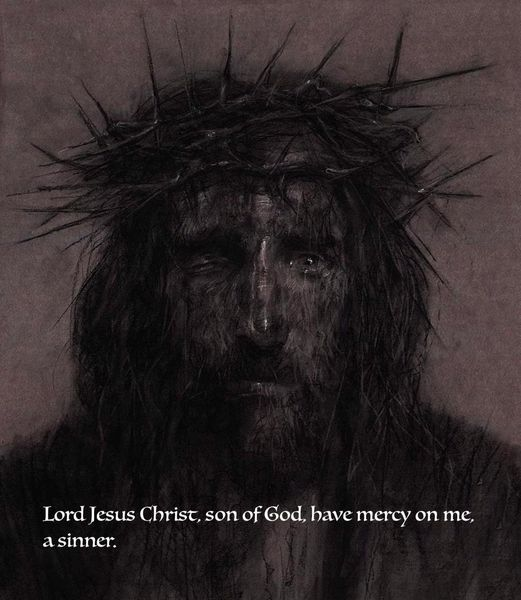 Lord Jesus Christ, son of God, have mercy on me,
a sinner.